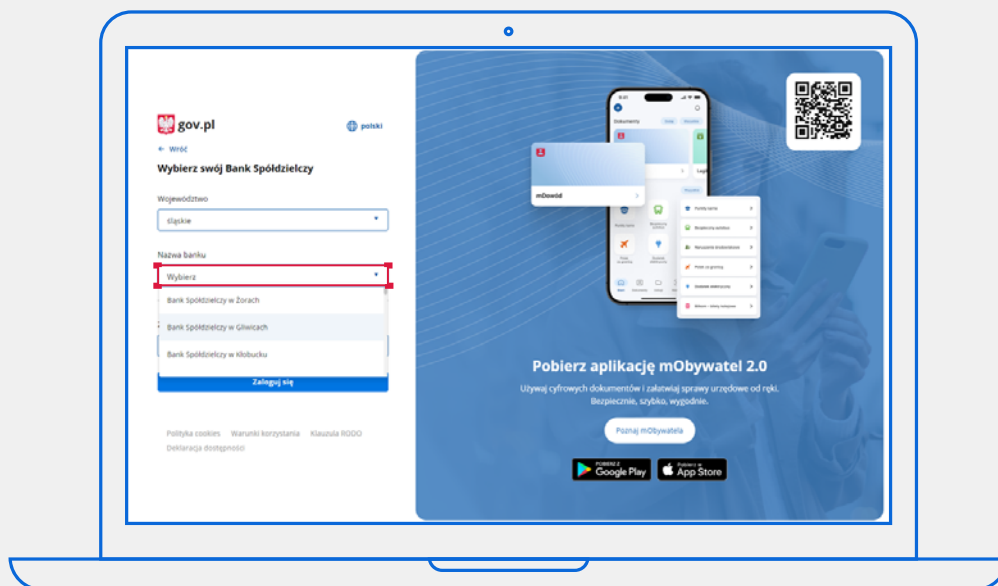 gov.pl
polski
← Wróć
Wybierz swój Bank Spółdzielczy
Województwo
śląskie
Nazwa banku
Wybierz
Bank Spółdzielczy w Żorach
Bank Spółdzielczy w Gliwicach
Bank Spółdzielczy w Kłobucku
Zaloguj się
Polityka cookies Warunki korzystania Klauzula RODO
Deklaracja dostępności
9:41
Dokumenty
mDowód
Pobierz aplikację mObywatel 2.0
Używaj cyfrowych dokumentów i załatwiaj sprawy urzędowe od ręki.
Bezpiecznie, szybko, wygodnie.
Poznaj mObywatela
POBIERZ Z
Google Play
Pobierz w
App Store